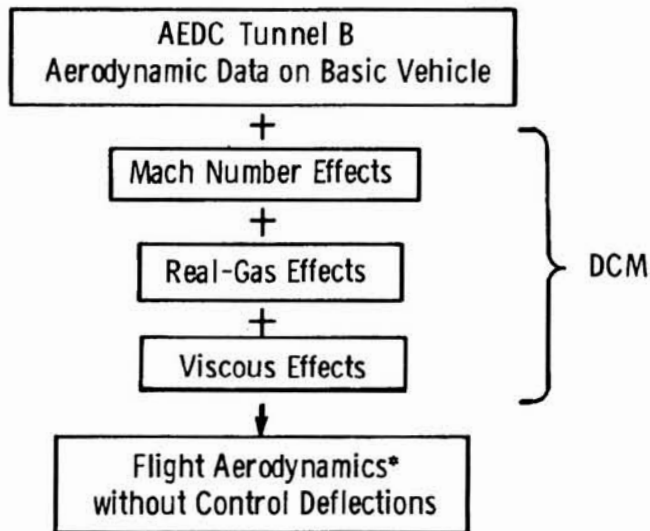 AEDC Tunnel B
Aerodynamic Data on Basic Vehicle
+
Mach Number Effects
+
Real-Gas Effects
+
Viscous Effects
DCM
Flight Aerodynamics*
without Control Deflections